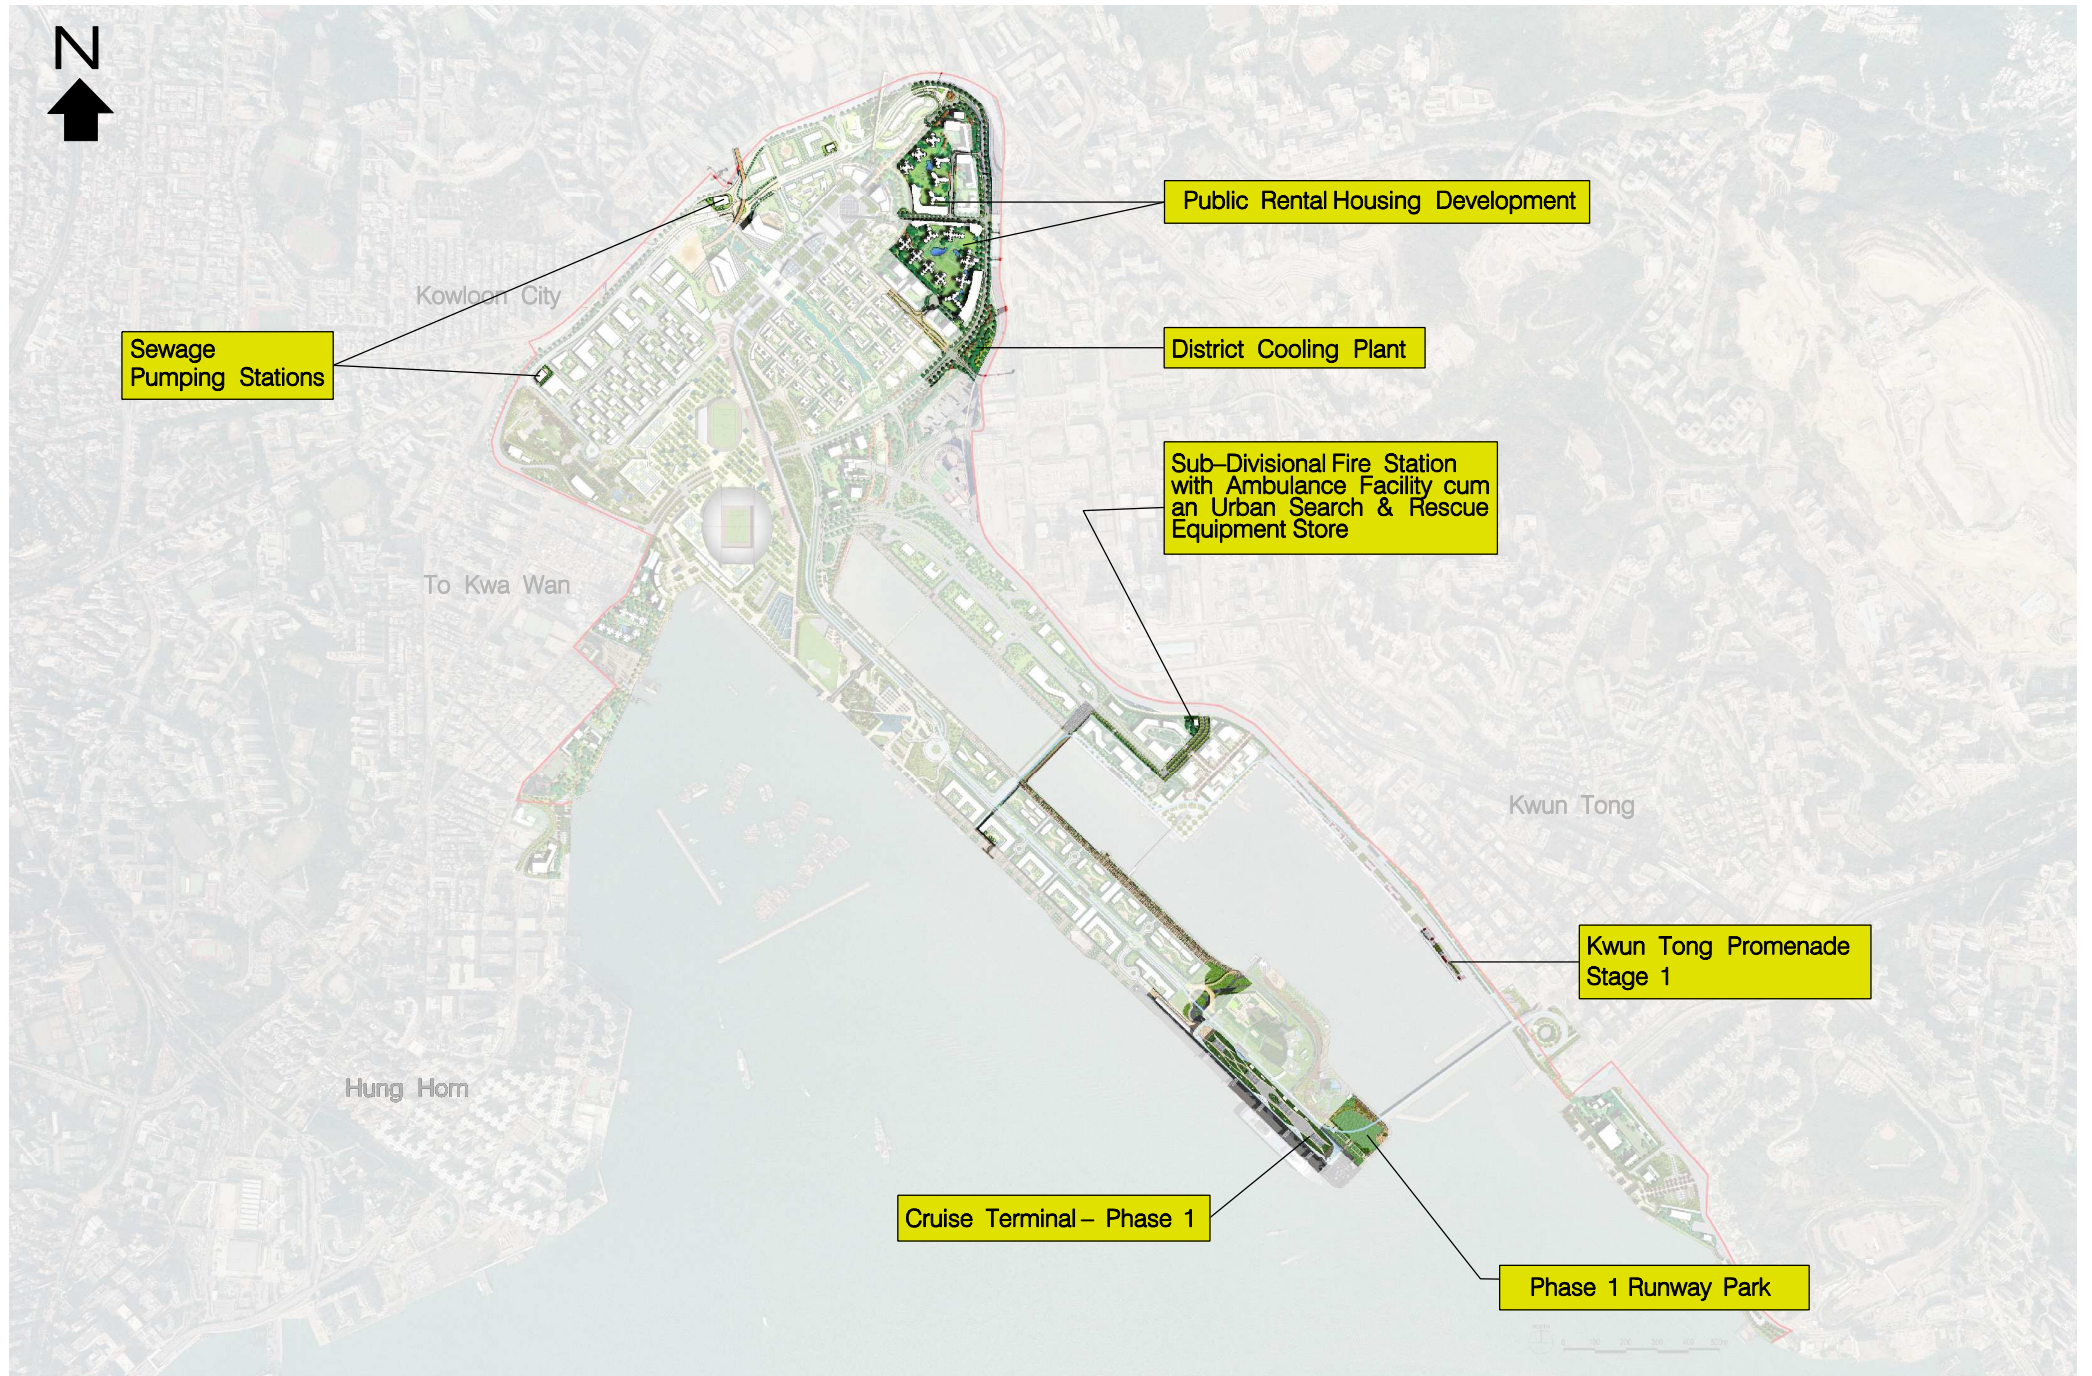 N
Public Rental Housing Development
Kowloon City
Sewage
Pumping Stations
District Cooling Plant
Sub-Divisional Fire Station
with Ambulance Facility cum
an Urban Search & Rescue
Equipment Store
To Kwa Wan
Kwun Tong
Kwun Tong Promenade
Stage 1
Hung Hom
Cruise Terminal - Phase 1
Phase 1 Runway Park